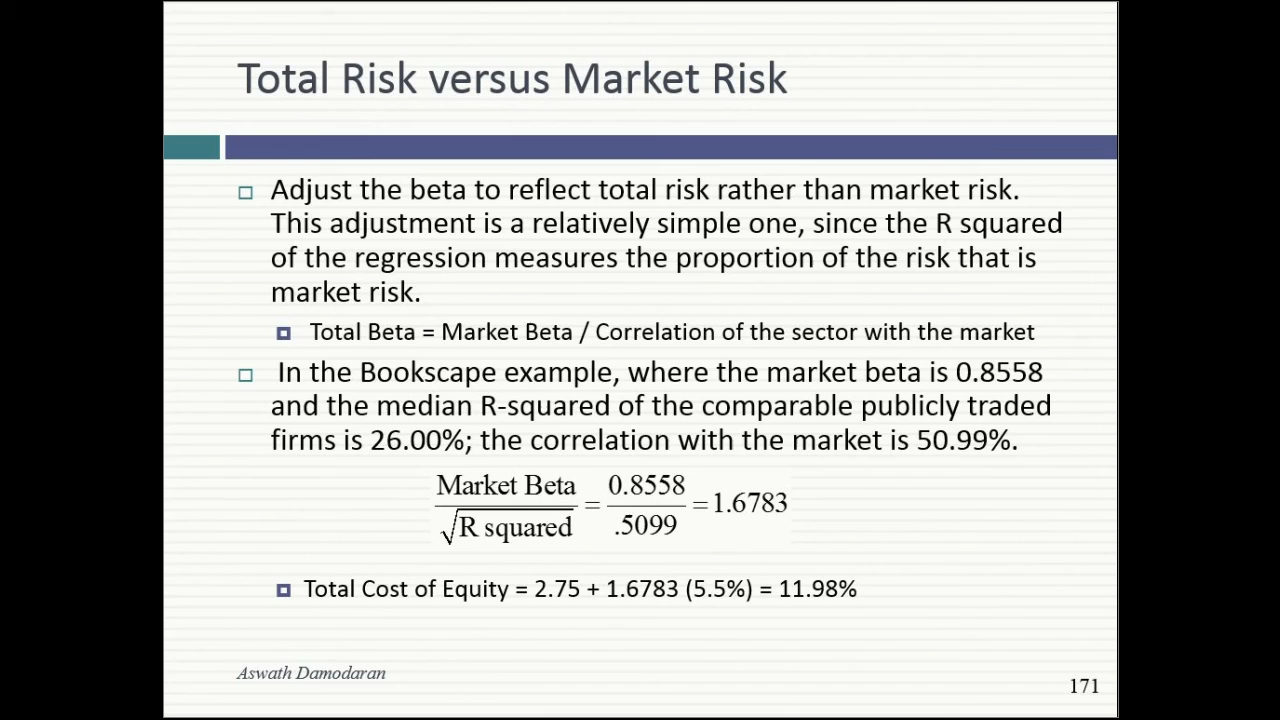 Total Risk versus Market Risk
Adjust the beta to reflect total risk rather than market risk.
This adjustment is a relatively simple one, since the R squared
of the regression measures the proportion of the risk that is
market risk.
Total Beta = Market Beta / Correlation of the sector with the market
In the Bookscape example, where the market beta is 0.8558
and the median R-squared of the comparable publicly traded
firms is 26.00%; the correlation with the market is 50.99%.
Market Beta / √R squared = 0.8558 / .5099 = 1.6783
Total Cost of Equity = 2.75 + 1.6783 (5.5%) = 11.98%
Aswath Damodaran
171